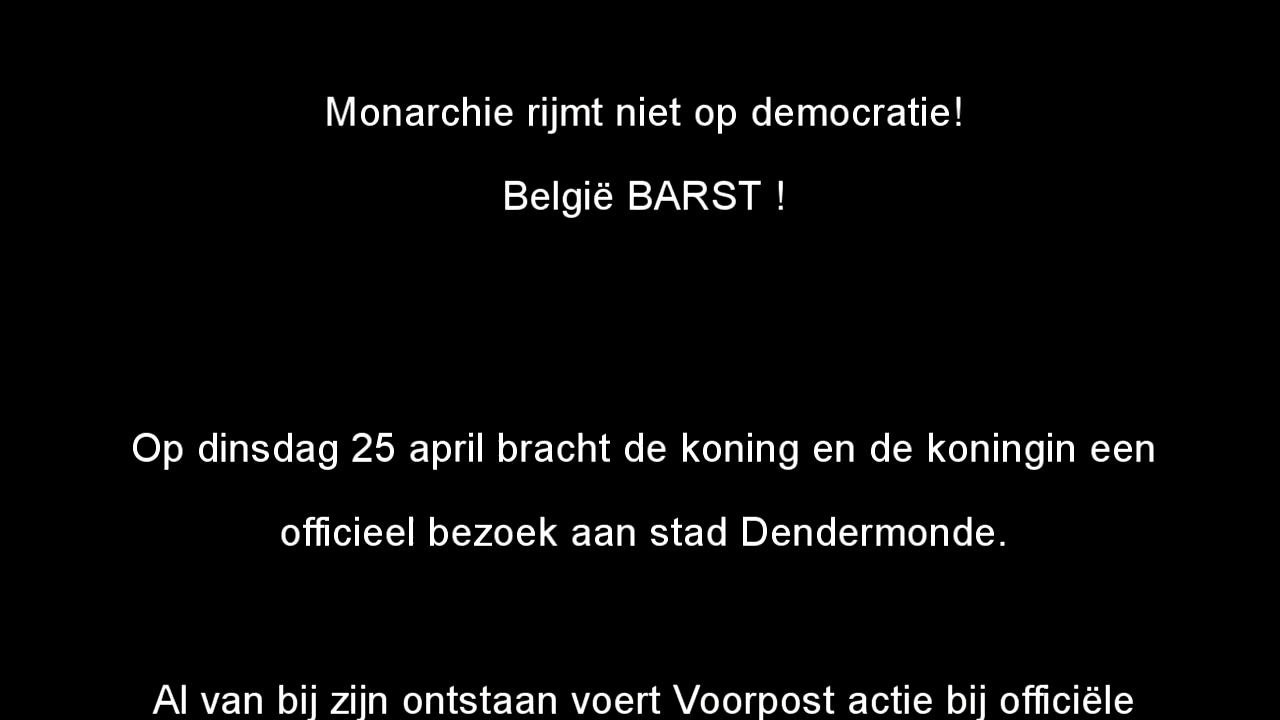 Monarchie rijmt niet op democratie!
België BARST !
Op dinsdag 25 april bracht de koning en de koningin een
officieel bezoek aan stad Dendermonde.
Al van bij zijn ontstaan voert Voorpost actie bij officiële